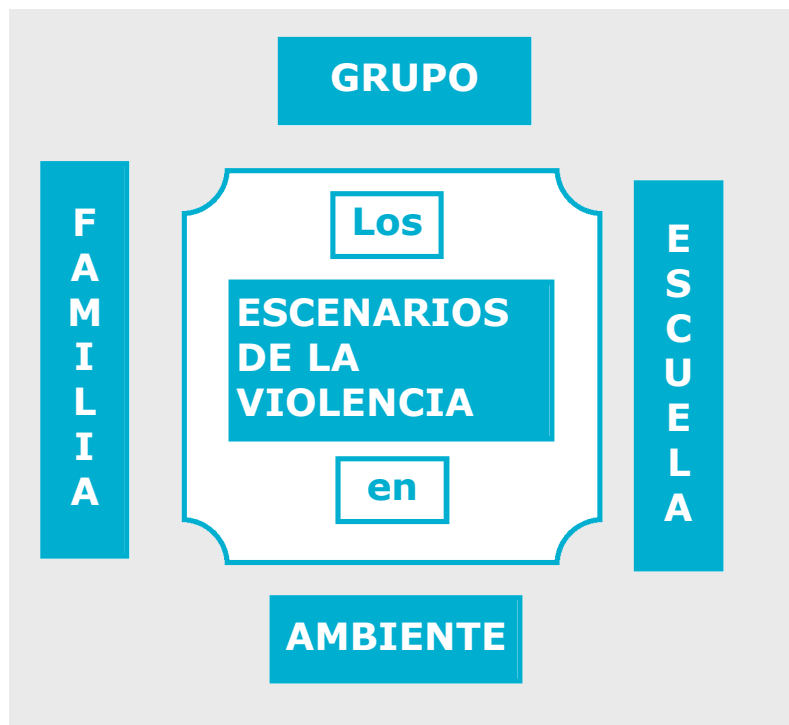 GRUPO
FAMILIA
Los
ESCENARIOS
DE LA
VIOLENCIA
en
ESCUELA
AMBIENTE